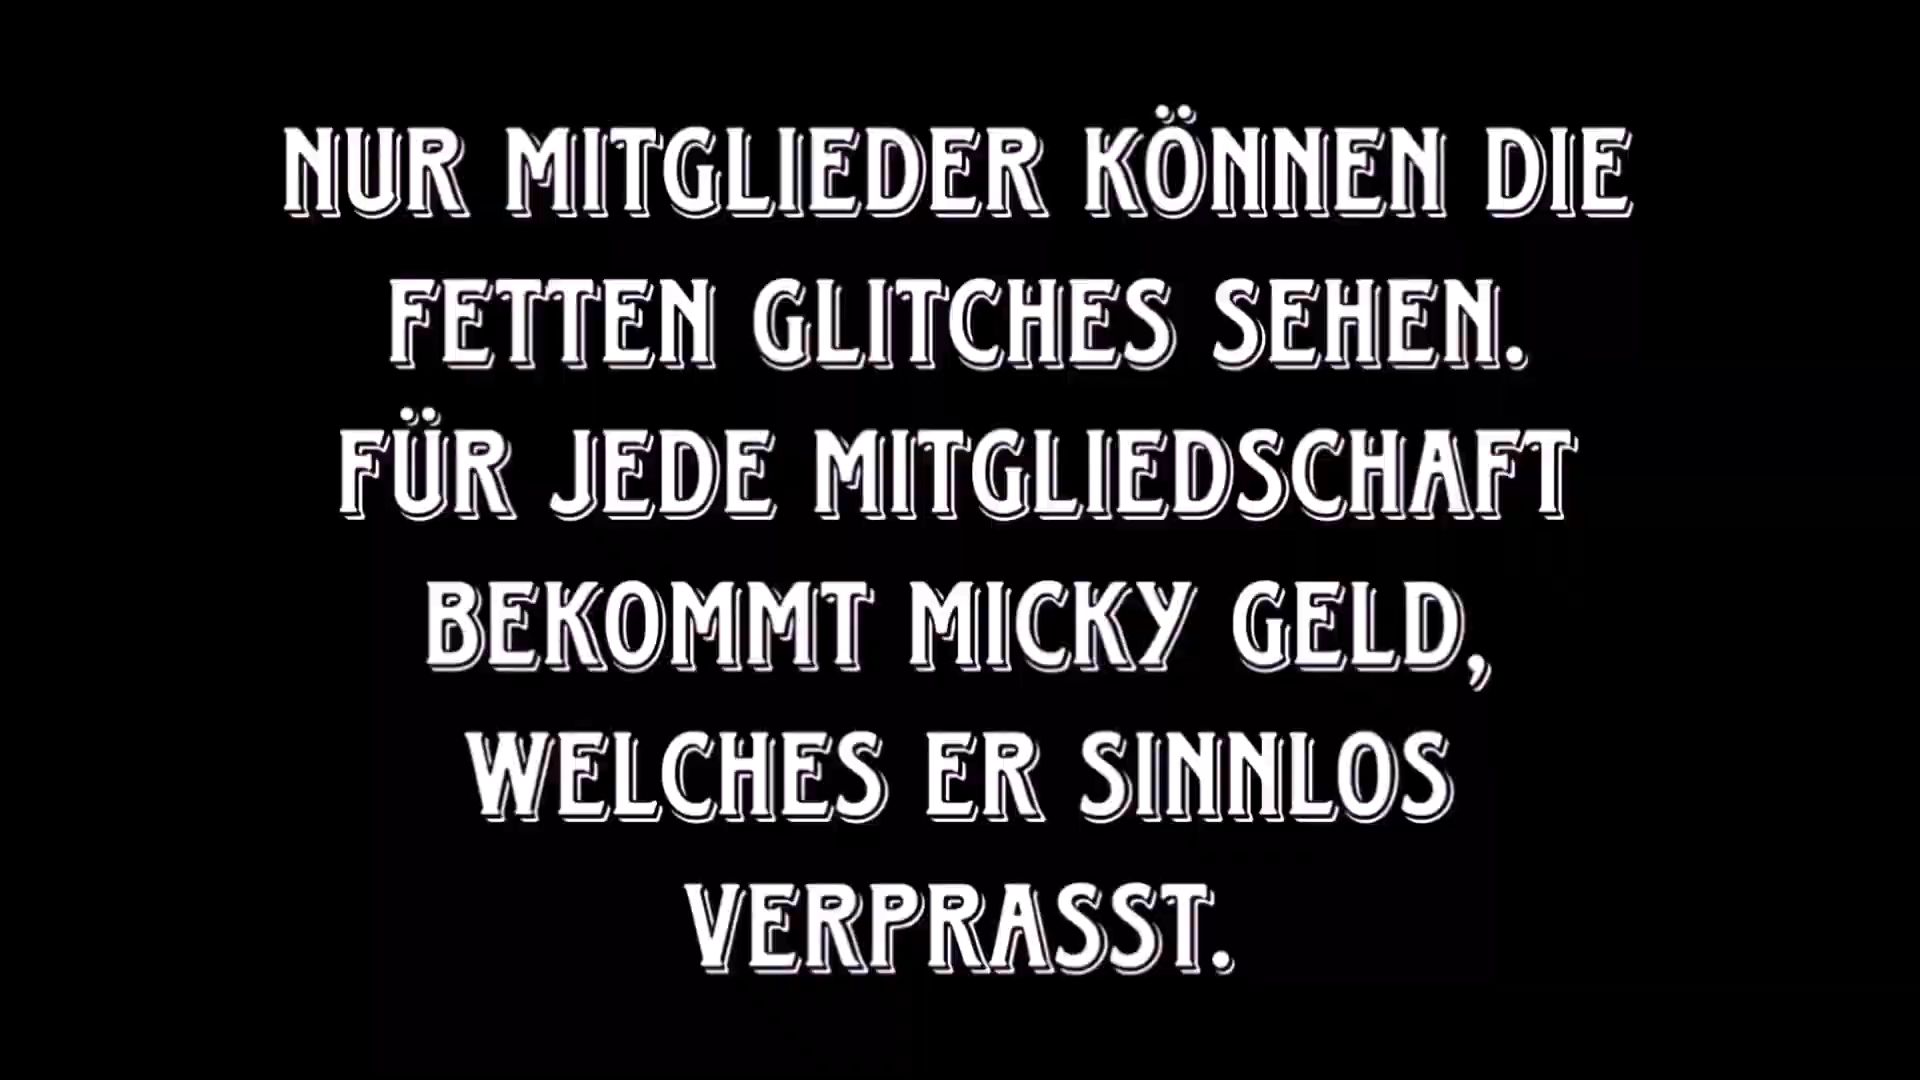 NUR MITGLIEDER KÖNNEN DIE
FETTEN GLITCHES SEHEN.
FÜR JEDE MITGLIEDSCHAFT
BEKOMMT MICKY GELD,
WELCHES ER SINNLOS
VERPRASST.